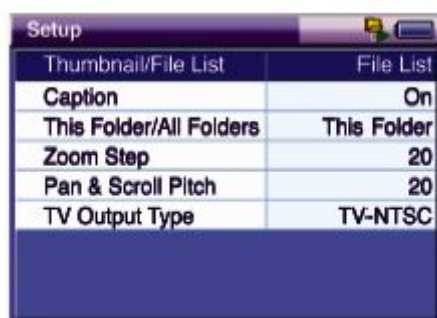 Setup
Thumbnail/File List File List
Caption On
This Folder/All Folders This Folder
Zoom Step 20
Pan & Scroll Pitch 20
TV Output Type TV-NTSC